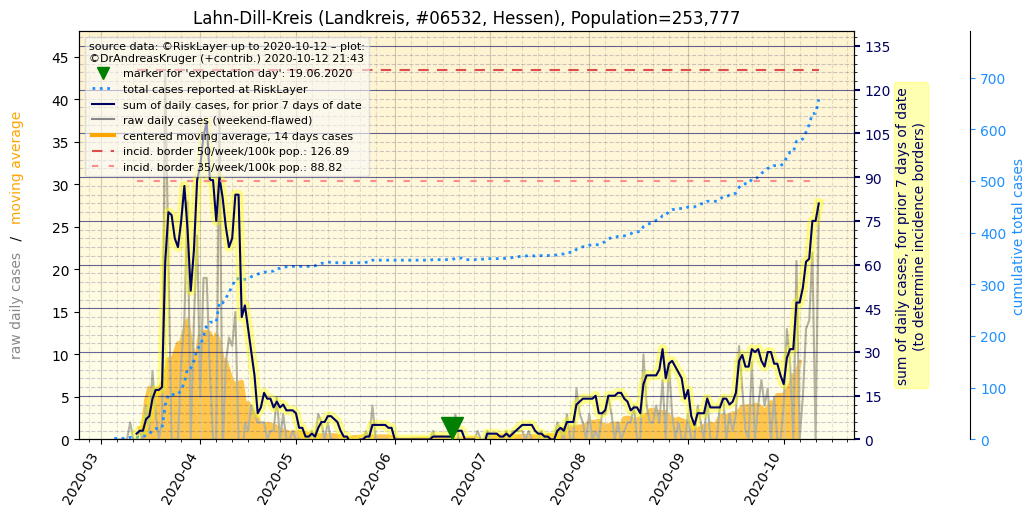 Lahn-Dill-Kreis (Landkreis, #06532, Hessen), Population=253,777
source data: ©RiskLayer up to 2020-10-12 – plot:
©DrAndreasKruger (+contrib.) 2020-10-12 21:43
marker for 'expectation day': 19.06.2020
total cases reported at RiskLayer
sum of daily cases, for prior 7 days of date
raw daily cases (weekend-flawed)
centered moving average, 14 days cases
incid. border 50/week/100k pop.: 126.89
incid. border 35/week/100k pop.: 88.82
raw daily cases / moving average
45
40
35
30
25
20
15
10
5
0
2020-03
2020-04
2020-05
2020-06
2020-07
2020-08
2020-09
2020-10
135
120
105
90
75
60
45
30
15
0
sum of daily cases, for prior 7 days of date
(to determine incidence borders)
700
600
500
400
300
200
100
0
cumulative total cases